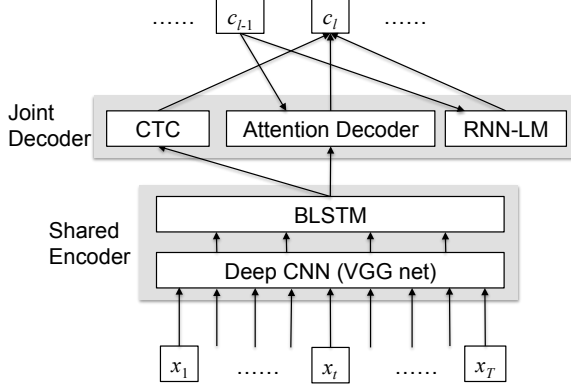 ...... c_{l-1} ...... c_l ......
Joint
Decoder
CTC Attention Decoder RNN-LM
BLSTM
Shared
Encoder
Deep CNN (VGG net)
x_1 ...... x_t ...... x_T